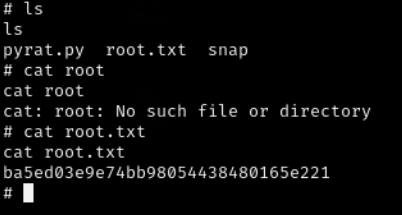 # ls
ls
pyrat.py  root.txt  snap
# cat root
cat root
cat: root: No such file or directory
# cat root.txt
cat root.txt
ba5ed03e9e74bb98054438480165e221
#